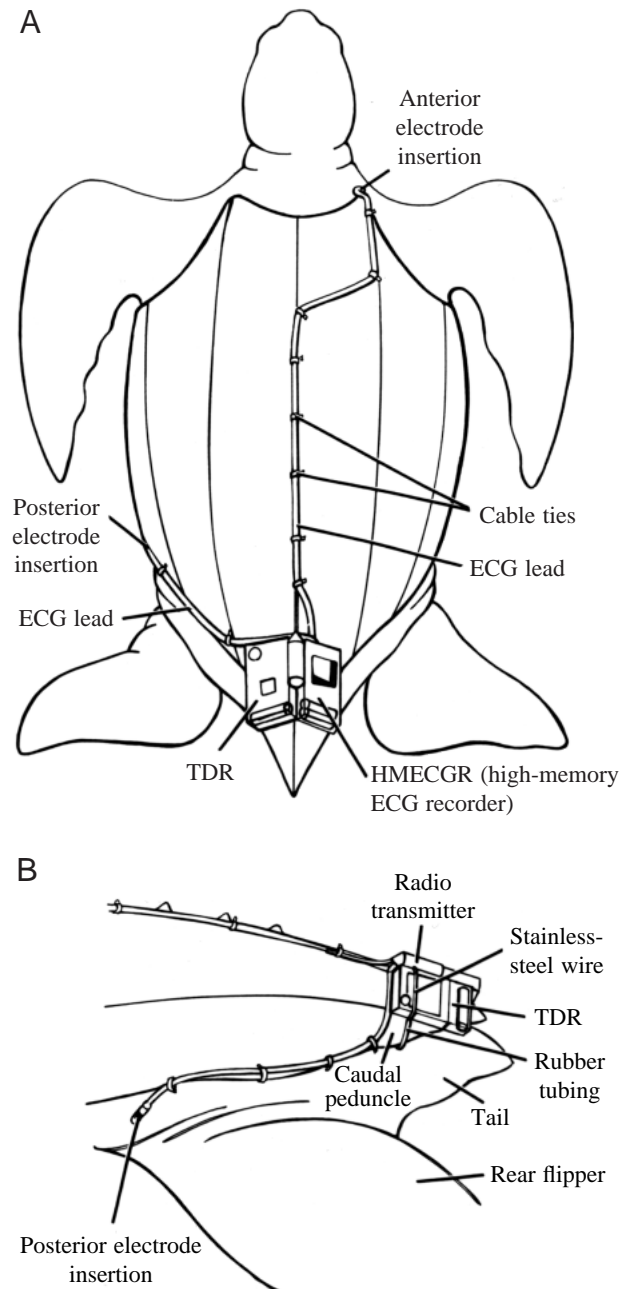 A
Anterior
electrode
insertion
Posterior
electrode
insertion
Cable ties
ECG lead
ECG lead
TDR
HMECGR (high-memory
ECG recorder)
B
Radio
transmitter
Stainless-
steel wire
TDR
Rubber
tubing
Caudal
peduncle
Tail
Rear flipper
Posterior electrode
insertion